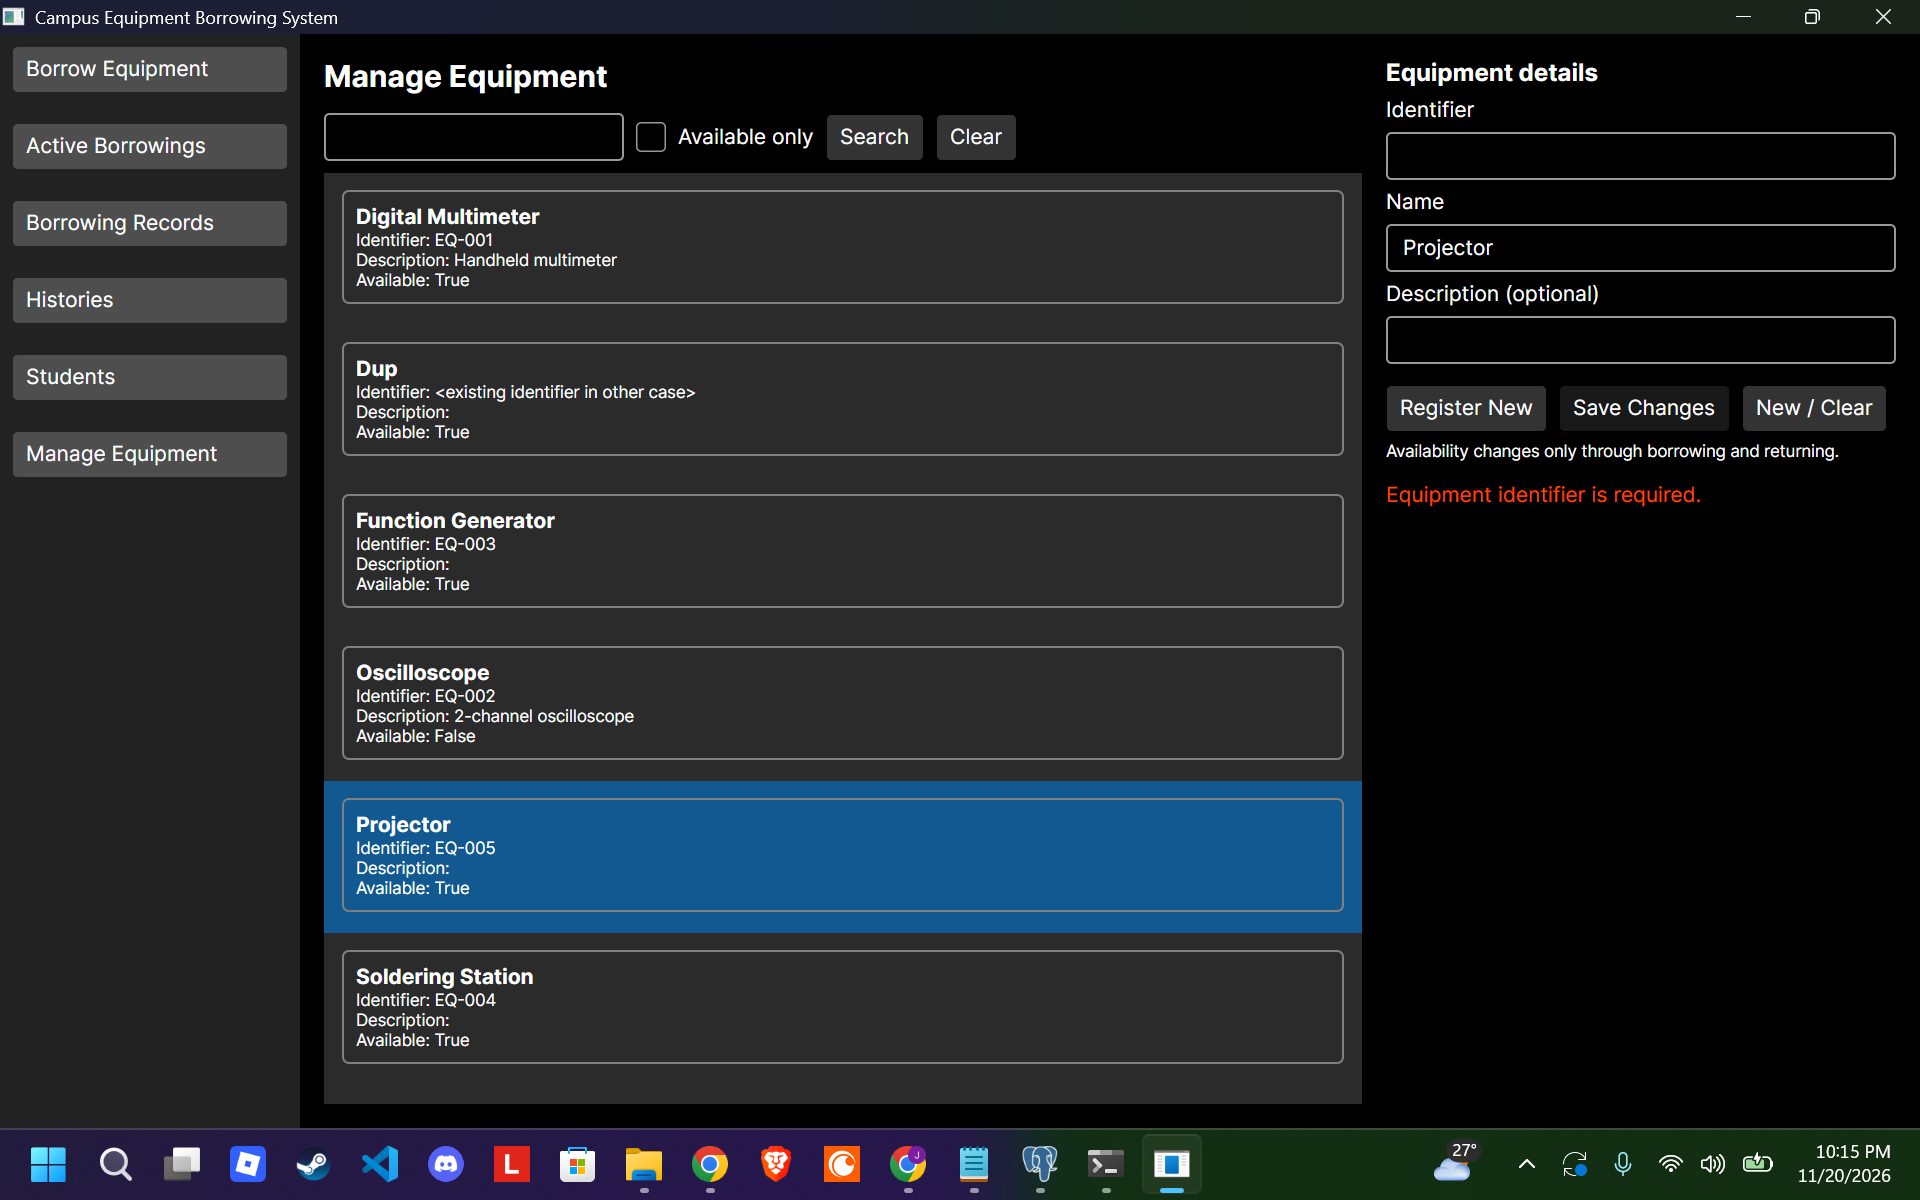 Campus Equipment Borrowing System
Borrow Equipment
Active Borrowings
Borrowing Records
Histories
Students
Manage Equipment
Manage Equipment
Available only
Search
Clear
Digital Multimeter
Identifier: EQ-001
Description: Handheld multimeter
Available: True
Dup
Identifier: <existing identifier in other case>
Description:
Available: True
Function Generator
Identifier: EQ-003
Description:
Available: True
Oscilloscope
Identifier: EQ-002
Description: 2-channel oscilloscope
Available: False
Projector
Identifier: EQ-005
Description:
Available: True
Soldering Station
Identifier: EQ-004
Description:
Available: True
Equipment details
Identifier
Name
Projector
Description (optional)
Register New
Save Changes
New / Clear
Availability changes only through borrowing and returning.
Equipment identifier is required.
L
J
27°
10:15 PM
11/20/2026